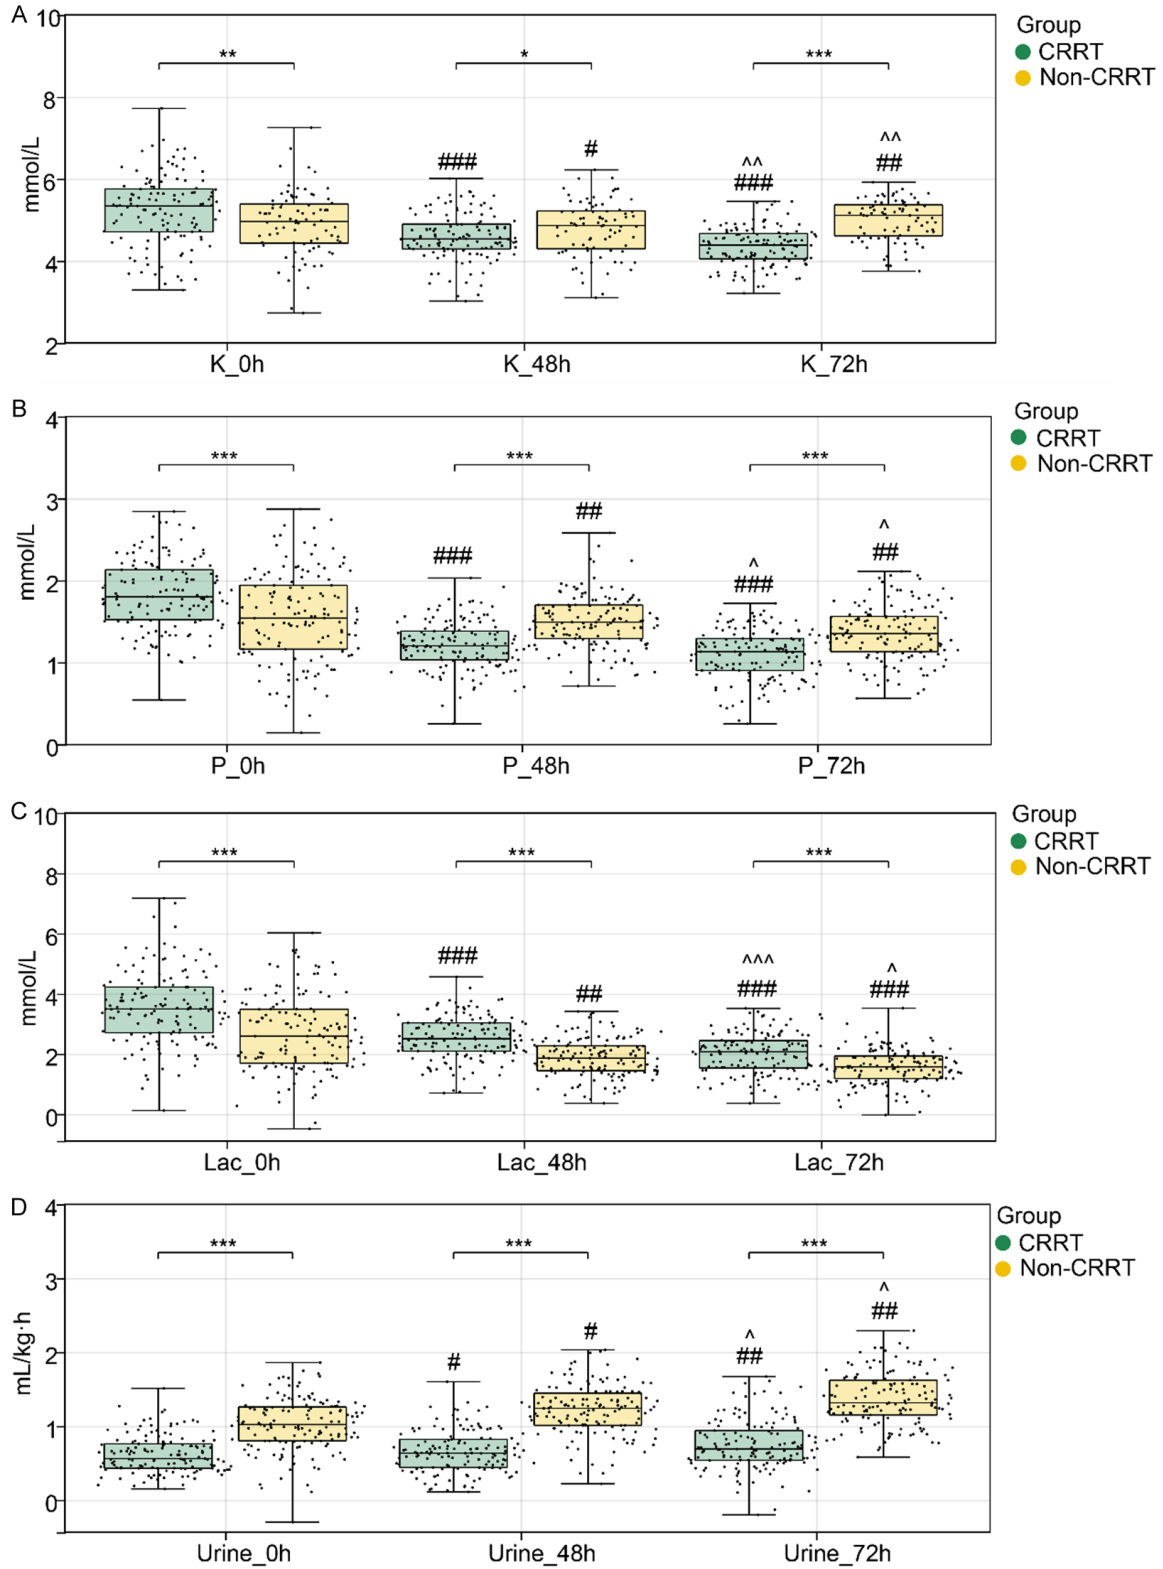 A
10
8
6
4
2
mmol/L
** * ***
### # ^^ ^^
### ##
K_0h K_48h K_72h
Group
CRRT
Non-CRRT
B
4
3
2
1
0
mmol/L
*** *** ***
### ## ^ ^
### ##
P_0h P_48h P_72h
Group
CRRT
Non-CRRT
C
10
8
6
4
2
0
mmol/L
*** *** ***
### ## ^^^ ^
### ###
Lac_0h Lac_48h Lac_72h
Group
CRRT
Non-CRRT
D
4
3
2
1
0
mL/kg·h
*** *** ***
# # ^ ^
## ##
Urine_0h Urine_48h Urine_72h
Group
CRRT
Non-CRRT